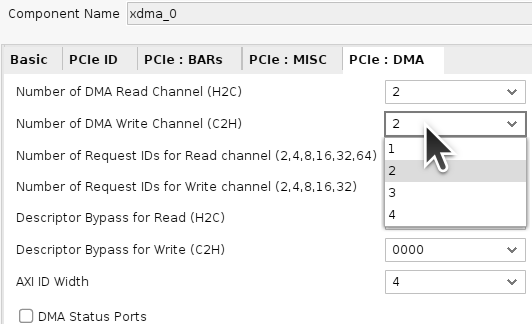 Component Name xdma_0
Basic PCIe ID PCIe : BARs PCIe : MISC PCIe : DMA
Number of DMA Read Channel (H2C) 2
Number of DMA Write Channel (C2H) 2
1
Number of Request IDs for Read channel (2,4,8,16,32,64)
2
Number of Request IDs for Write channel (2,4,8,16,32)
3
Descriptor Bypass for Read (H2C) 4
Descriptor Bypass for Write (C2H) 0000
AXI ID Width 4
DMA Status Ports